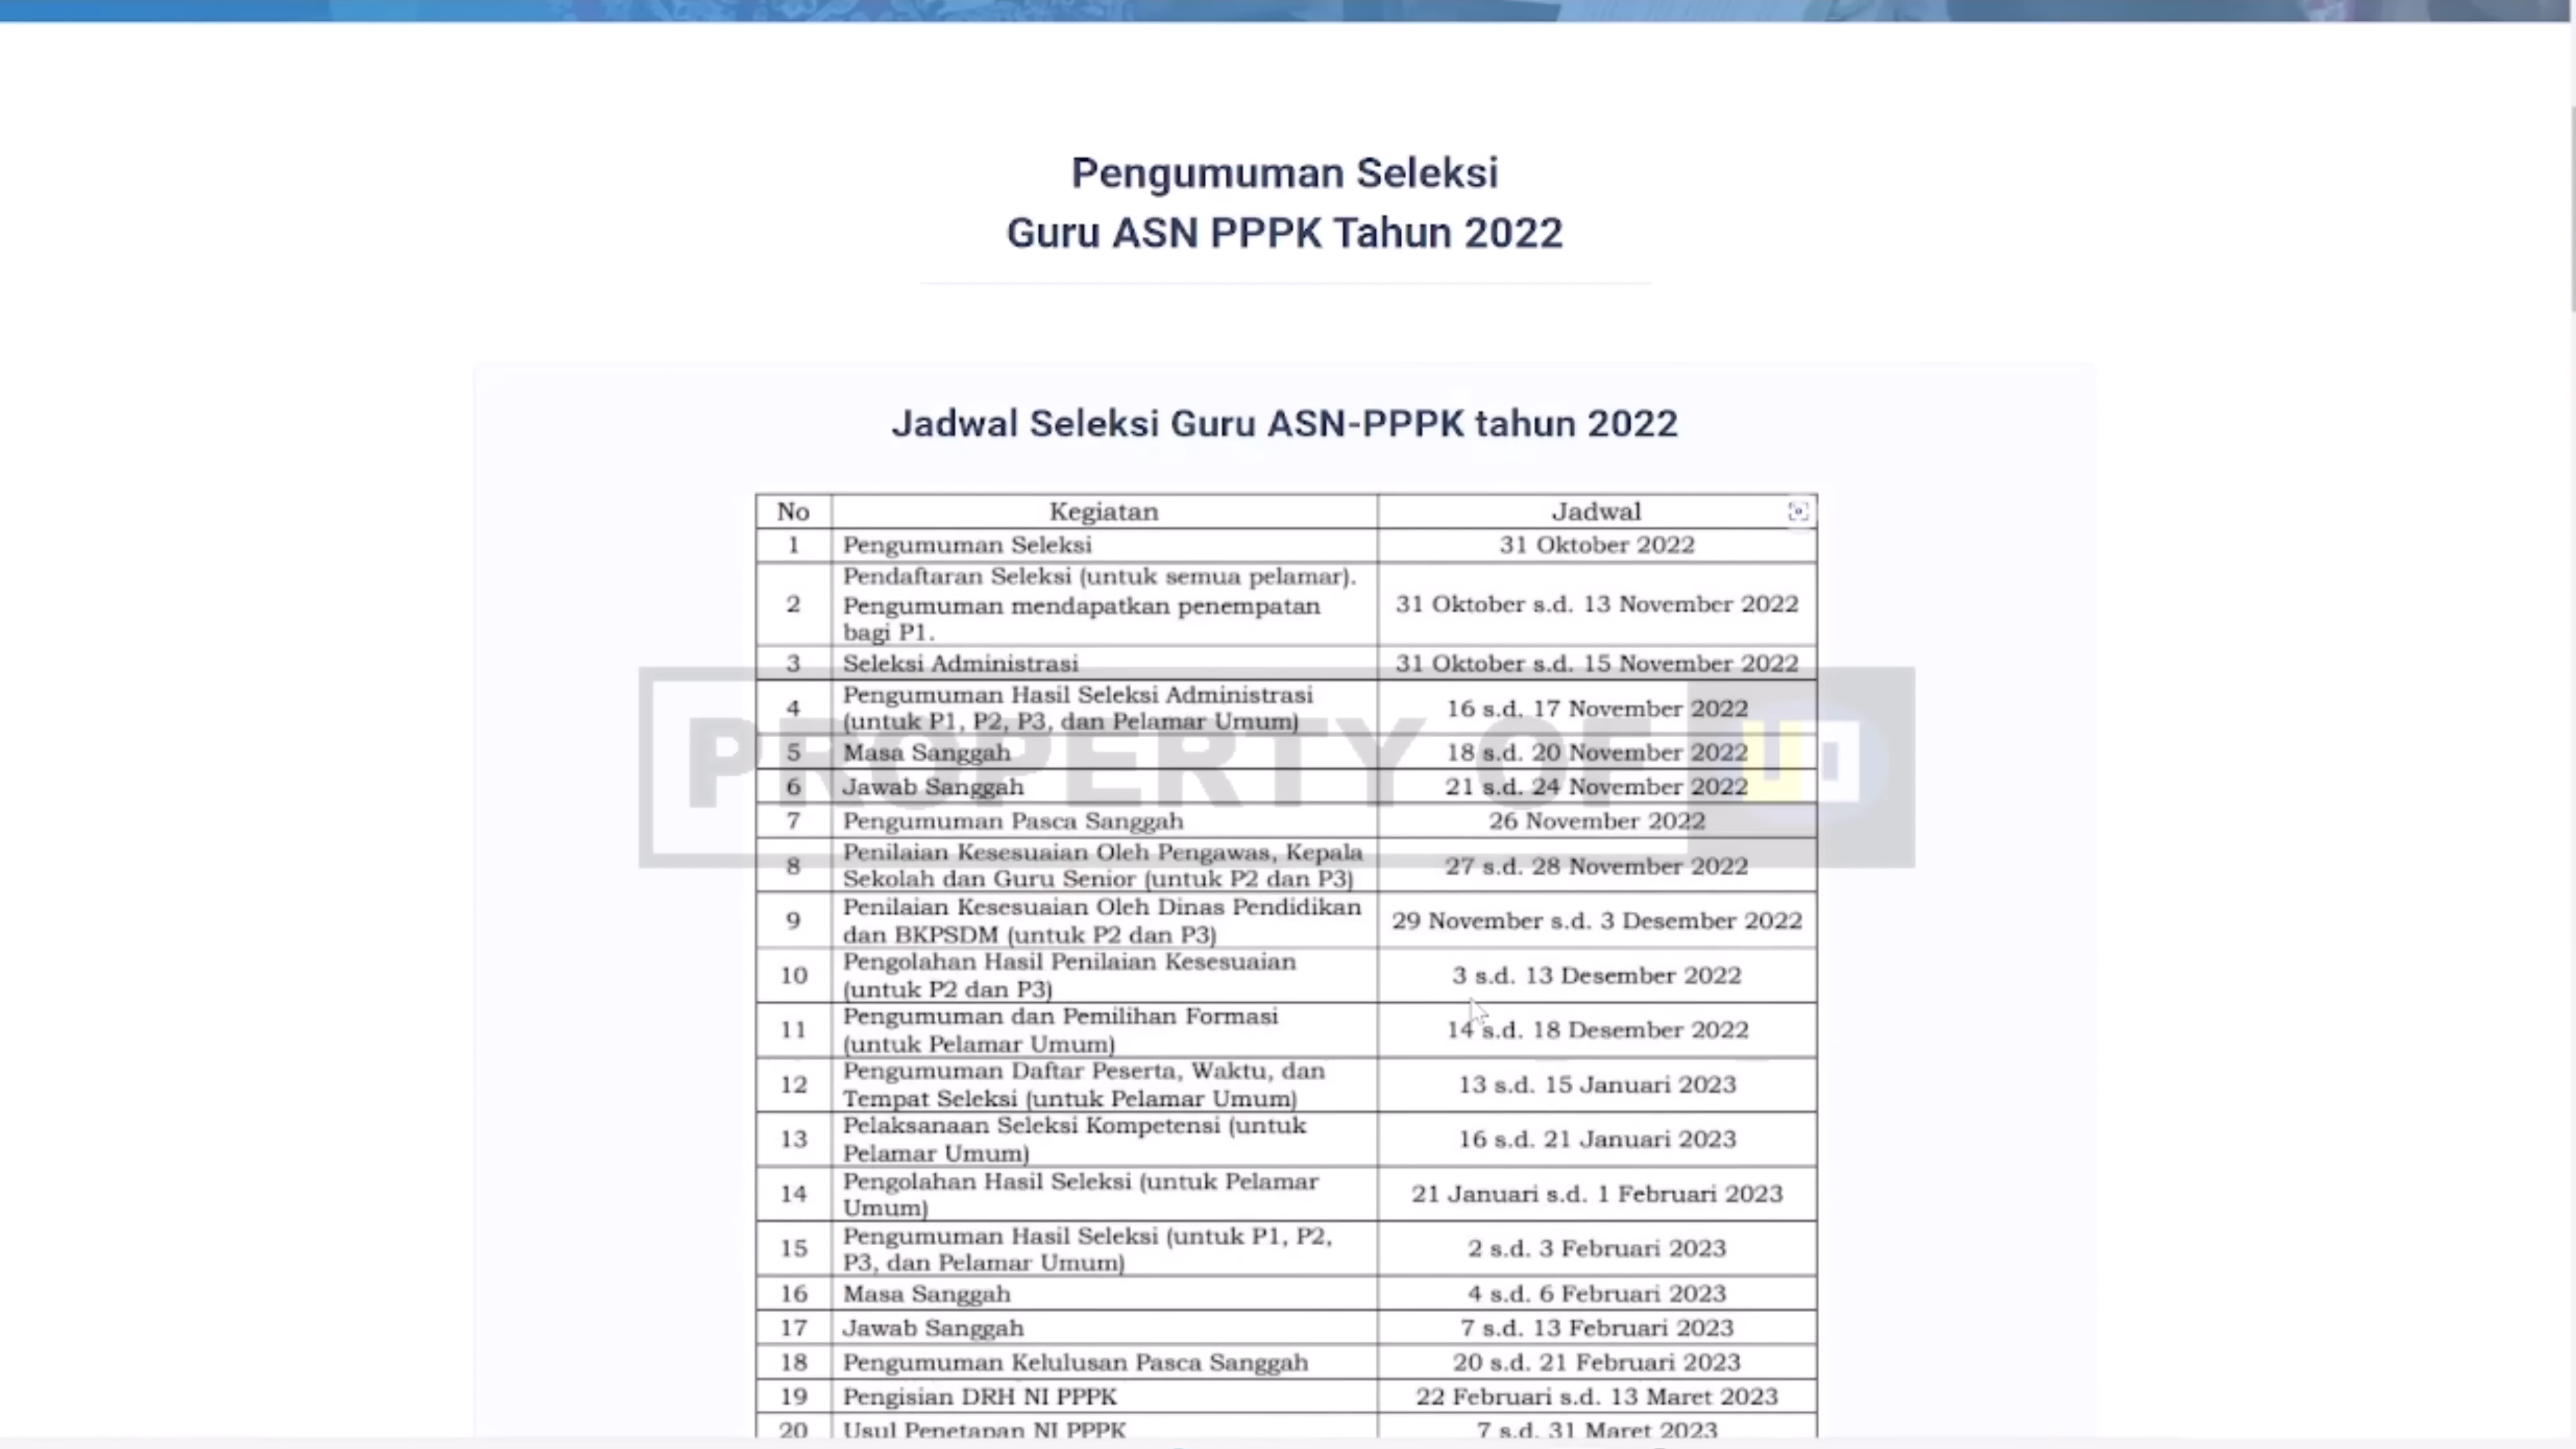 Pengumuman Seleksi
Guru ASN PPPK Tahun 2022
Jadwal Seleksi Guru ASN-PPPK tahun 2022
No Kegiatan Jadwal
1 Pengumuman Seleksi 31 Oktober 2022
2 Pendaftaran Seleksi (untuk semua pelamar).
Pengumuman mendapatkan penempatan
bagi P1. 31 Oktober s.d. 13 November 2022
3 Seleksi Administrasi 31 Oktober s.d. 15 November 2022
4 Pengumuman Hasil Seleksi Administrasi
(untuk P1, P2, P3, dan Pelamar Umum) 16 s.d. 17 November 2022
5 Masa Sanggah 18 s.d. 20 November 2022
6 Jawab Sanggah 21 s.d. 24 November 2022
7 Pengumuman Pasca Sanggah 26 November 2022
8 Penilaian Kesesuaian Oleh Pengawas, Kepala
Sekolah dan Guru Senior (untuk P2 dan P3) 27 s.d. 28 November 2022
9 Penilaian Kesesuaian Oleh Dinas Pendidikan
dan BKPSDM (untuk P2 dan P3) 29 November s.d. 3 Desember 2022
10 Pengolahan Hasil Penilaian Kesesuaian
(untuk P2 dan P3) 3 s.d. 13 Desember 2022
11 Pengumuman dan Pemilihan Formasi
(untuk Pelamar Umum) 14 s.d. 18 Desember 2022
12 Pengumuman Daftar Peserta, Waktu, dan
Tempat Seleksi (untuk Pelamar Umum) 13 s.d. 15 Januari 2023
13 Pelaksanaan Seleksi Kompetensi (untuk
Pelamar Umum) 16 s.d. 21 Januari 2023
14 Pengolahan Hasil Seleksi (untuk Pelamar
Umum) 21 Januari s.d. 1 Februari 2023
15 Pengumuman Hasil Seleksi (untuk P1, P2,
P3, dan Pelamar Umum) 2 s.d. 3 Februari 2023
16 Masa Sanggah 4 s.d. 6 Februari 2023
17 Jawab Sanggah 7 s.d. 13 Februari 2023
18 Pengumuman Kelulusan Pasca Sanggah 20 s.d. 21 Februari 2023
19 Pengisian DRH NI PPPK 22 Februari s.d. 13 Maret 2023
20 Usul Penetapan NI PPPK 7 s.d. 31 Maret 2023
PROPERTY OF